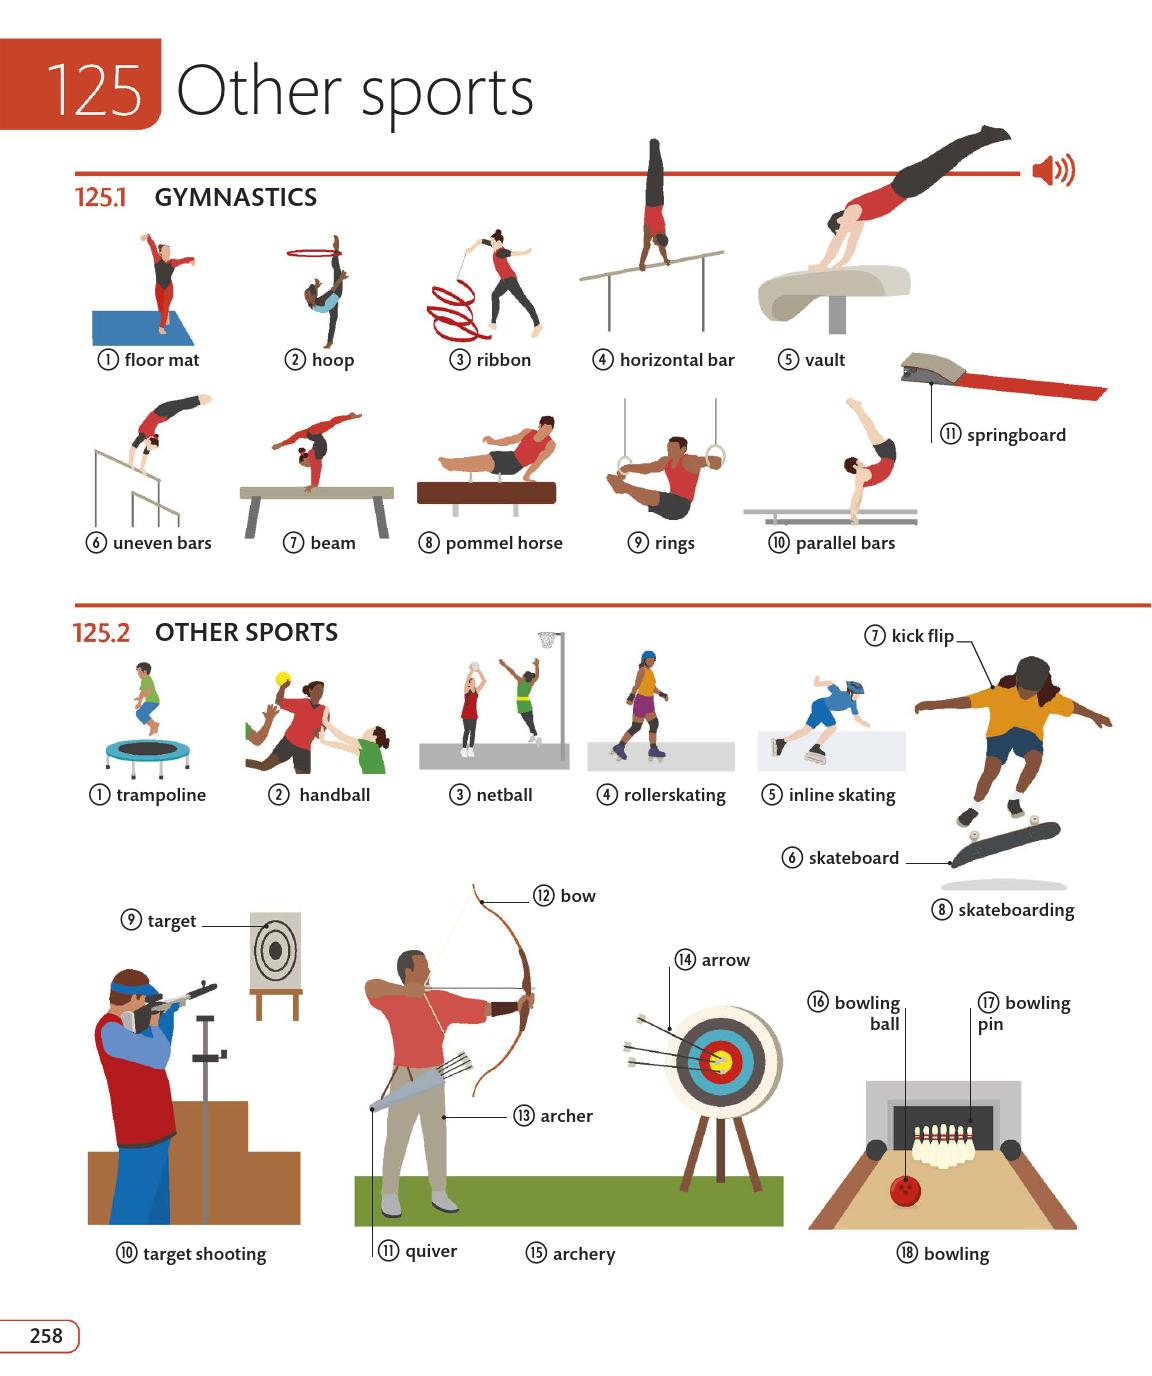 125 Other sports
125.1 GYMNASTICS
① floor mat
② hoop
③ ribbon
④ horizontal bar
⑤ vault
⑪ springboard
⑥ uneven bars
⑦ beam
⑧ pommel horse
⑨ rings
⑩ parallel bars
125.2 OTHER SPORTS
⑦ kick flip
① trampoline
② handball
③ netball
④ rollerskating
⑤ inline skating
⑥ skateboard
⑧ skateboarding
⑨ target
⑫ bow
⑭ arrow
⑯ bowling
ball
⑰ bowling
pin
⑬ archer
⑩ target shooting
⑪ quiver
⑮ archery
⑱ bowling
258